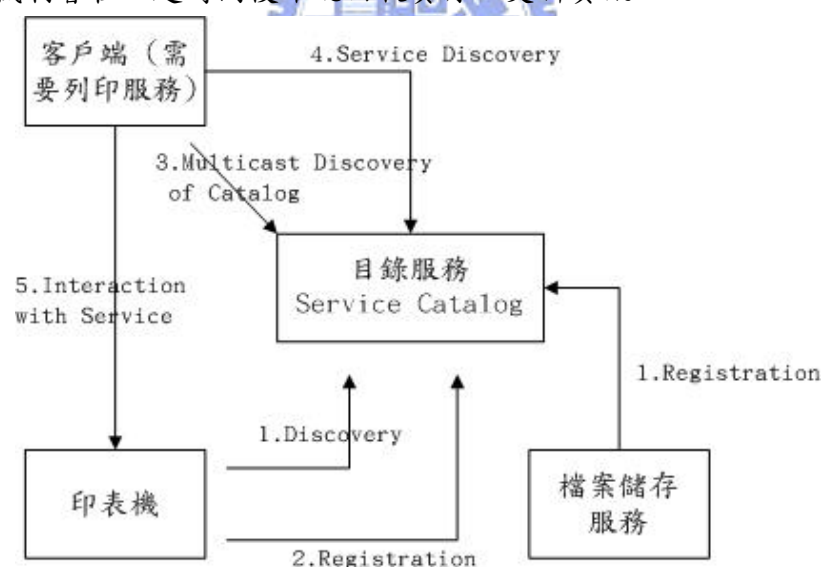 客戶端（需
要列印服務）
4.Service Discovery
3.Multicast Discovery
of Catalog
目錄服務
Service Catalog
5.Interaction
with Service
1.Registration
1.Discovery
印表機
檔案儲存
服務
2.Registration